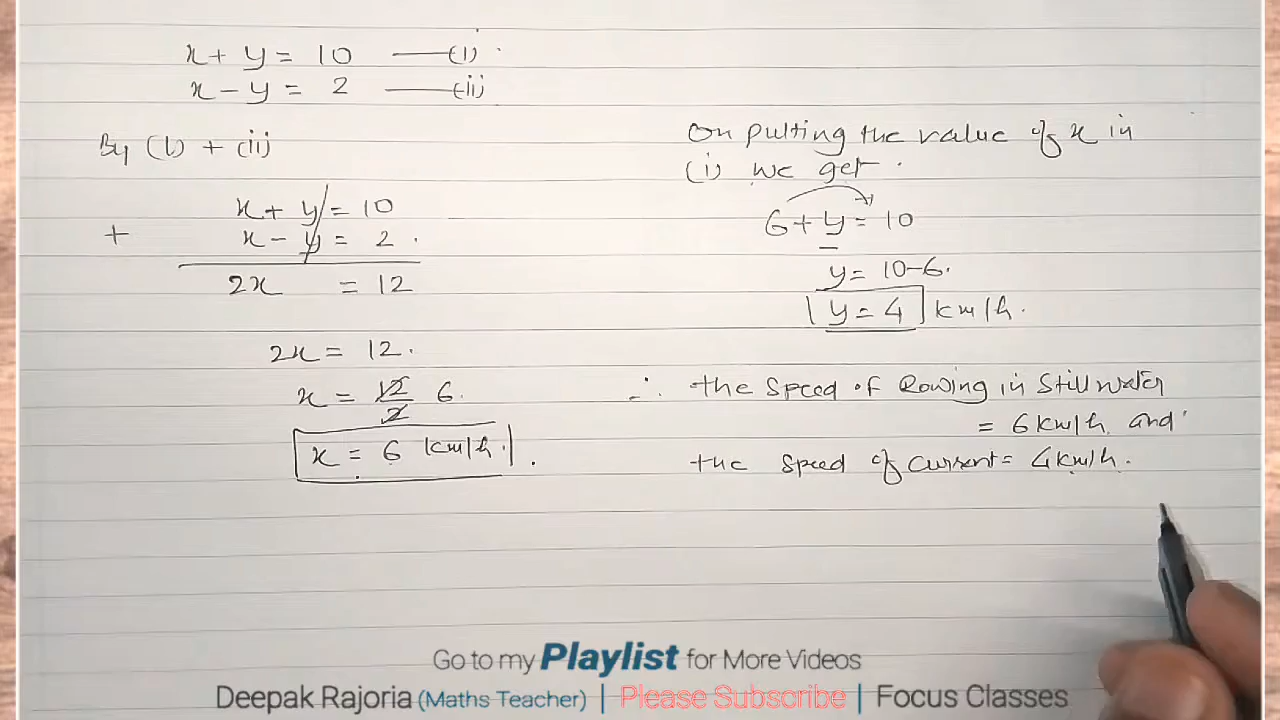 x + y = 10 —— (i)
x - y = 2 —— (ii)
By (i) + (ii)
x + y = 10
+ x - y = 2
2x = 12
2x = 12.
x = 12/2 6
x = 6 km/h.
On putting the value of x in
(i) we get.
6 + y = 10
y = 10-6.
y = 4 km/h.
∴ the speed of Rowing in Still water
= 6 km/h and
the speed of current = 4 km/h.
Go to my Playlist for More Videos
Deepak Rajoria (Maths Teacher) | Please Subscribe | Focus Classes